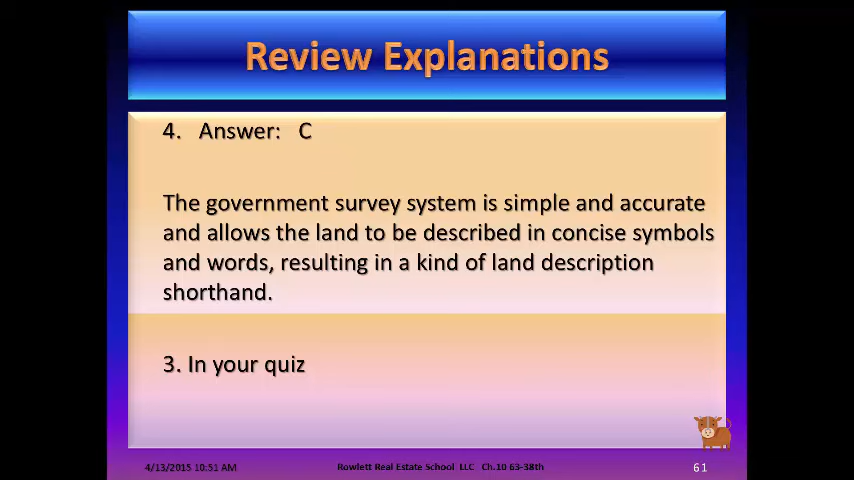 Review Explanations
4. Answer: C
The government survey system is simple and accurate
and allows the land to be described in concise symbols
and words, resulting in a kind of land description
shorthand.
3. In your quiz
4/13/2015 10:51 AM
Rowlett Real Estate School LLC Ch.10 63-38th
61